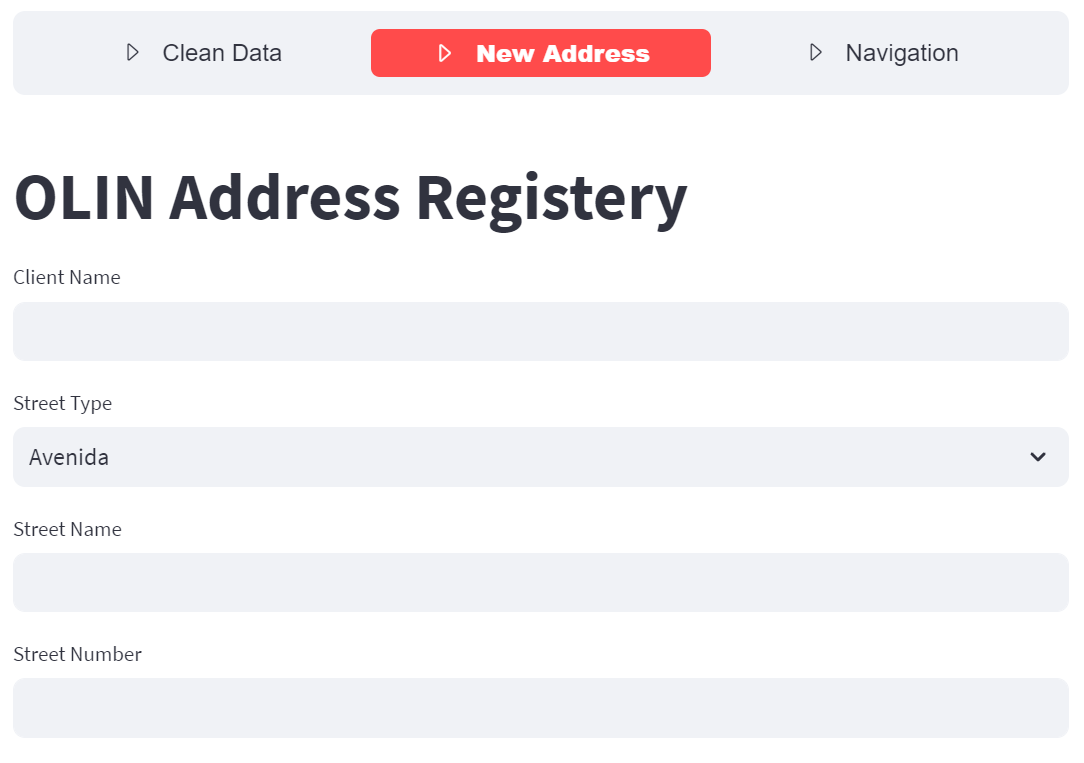 Clean Data New Address Navigation
OLIN Address Registery
Client Name
Street Type
Avenida
Street Name
Street Number